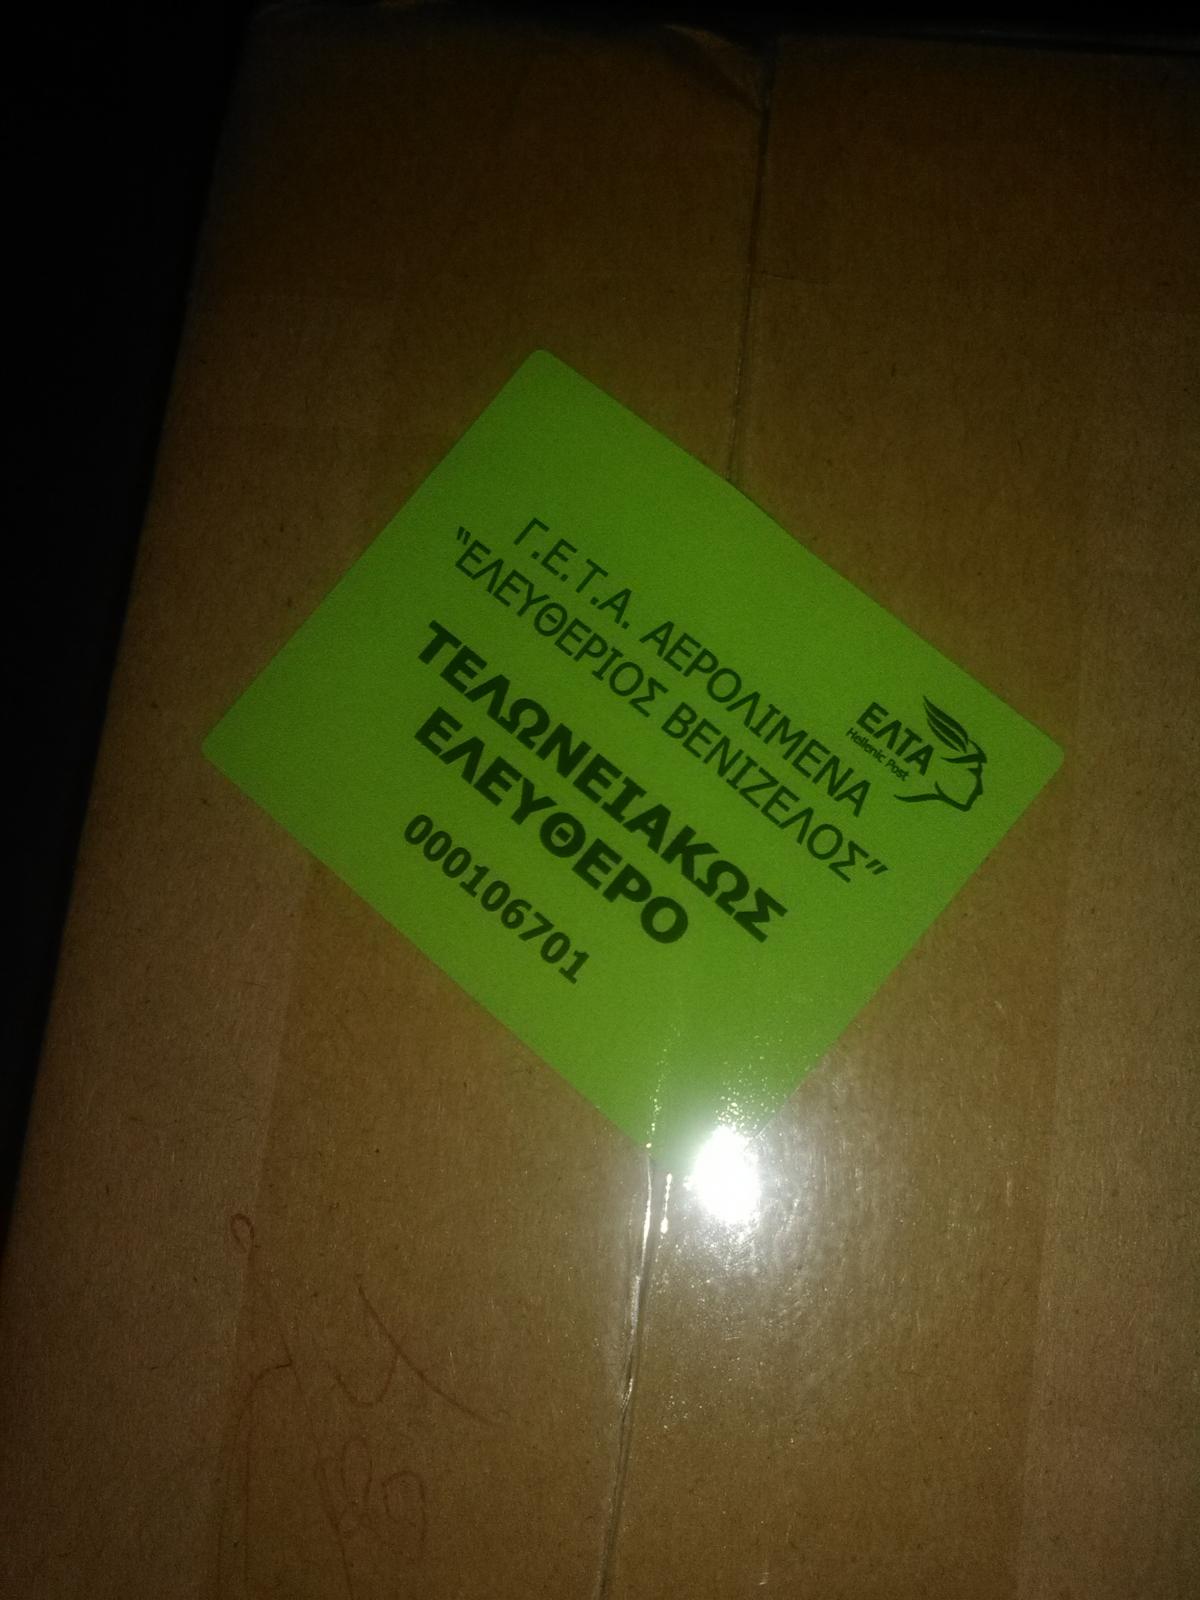 ΕΛΤΑ
Hellenic Post
Γ.Ε.Τ.Α. ΑΕΡΟΛΙΜΕΝΑ
“ΕΛΕΥΘΕΡΙΟΣ ΒΕΝΙΖΕΛΟΣ”
ΤΕΛΩΝΕΙΑΚΩΣ
ΕΛΕΥΘΕΡΟ
000106701